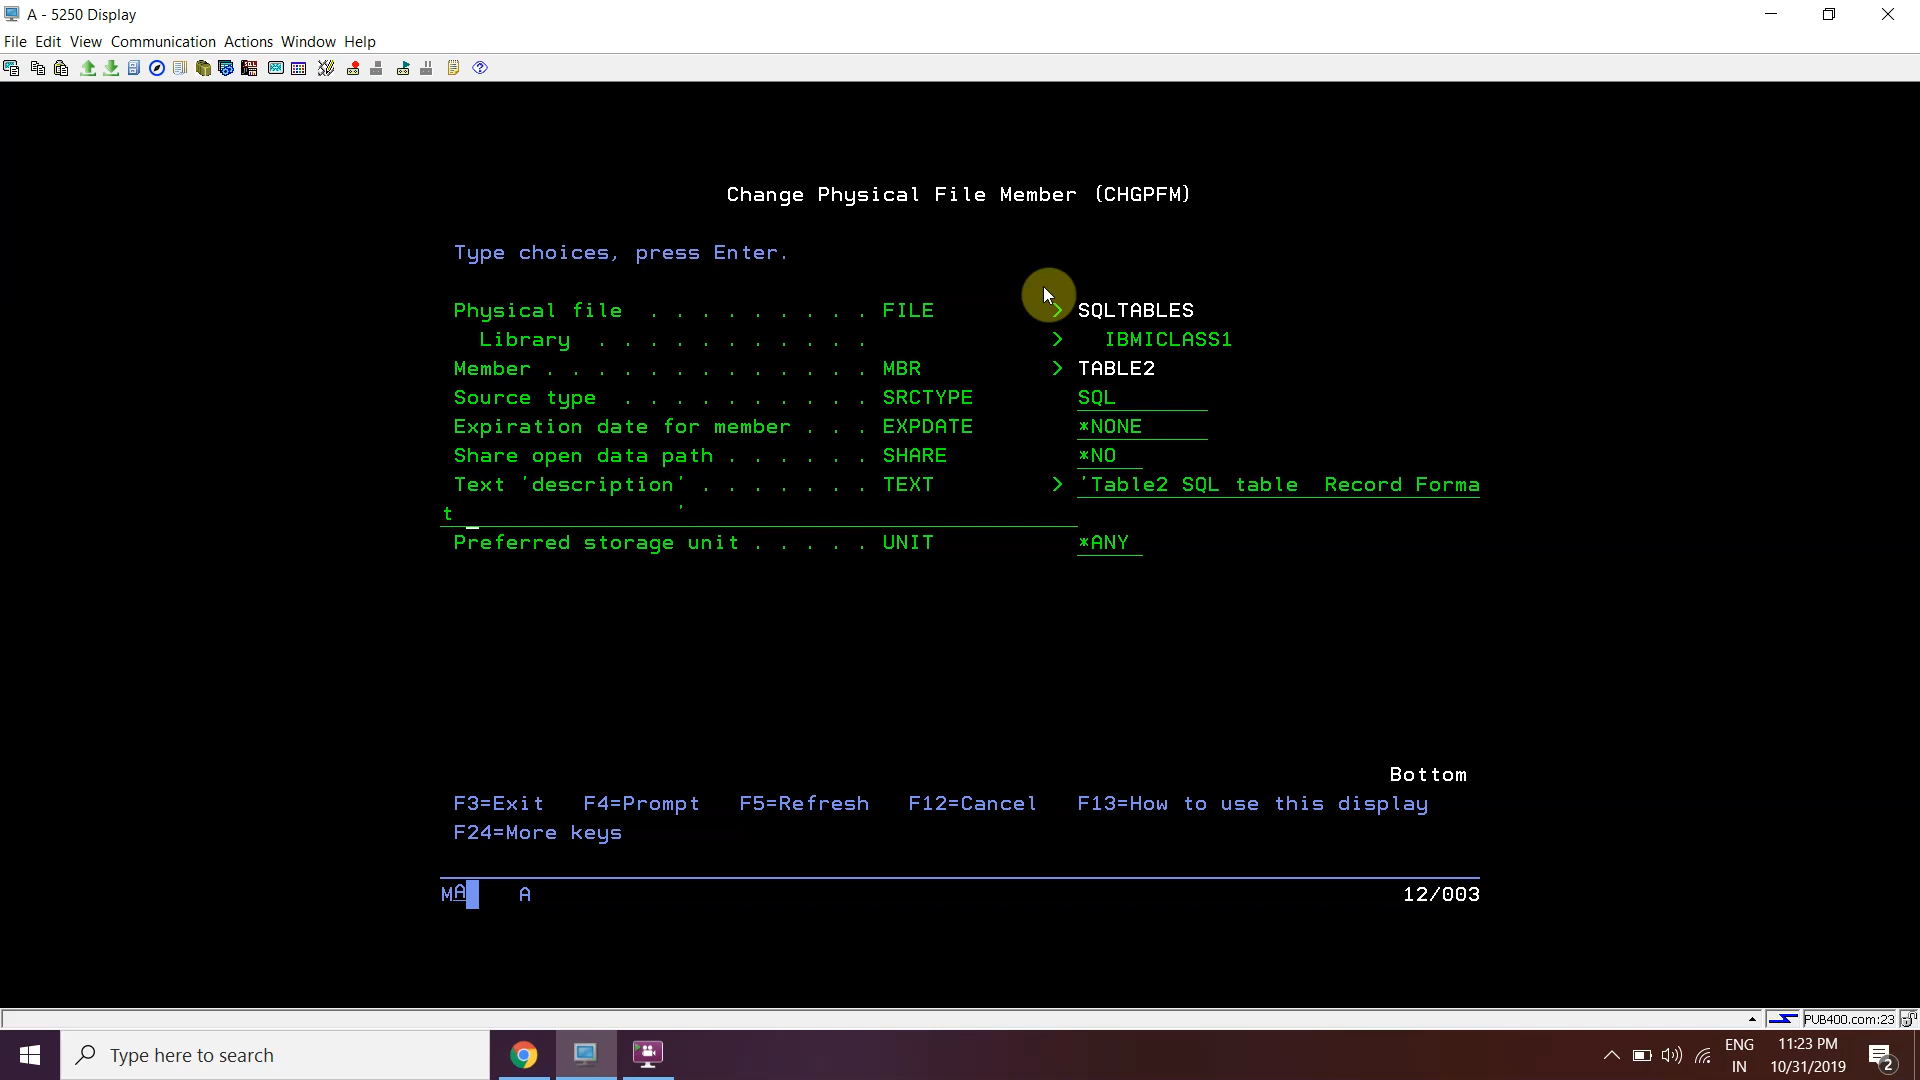 A - 5250 Display
File Edit View Communication Actions Window Help
Change Physical File Member (CHGPFM)
Type choices, press Enter.
Physical file . . . . . . . . . FILE > SQLTABLES
Library . . . . . . . . . . . > IBMICLASS1
Member . . . . . . . . . . . . . MBR > TABLE2
Source type . . . . . . . . . . SRCTYPE SQL
Expiration date for member . . . EXPDATE *NONE
Share open data path . . . . . . SHARE *NO
Text 'description' . . . . . . . TEXT > 'Table2 SQL table  Record Forma
t '
Preferred storage unit . . . . . UNIT *ANY
Bottom
F3=Exit F4=Prompt F5=Refresh F12=Cancel F13=How to use this display
F24=More keys
MA A 12/003
PUB400.com:23
Type here to search
ENG
IN
11:23 PM
10/31/2019
2